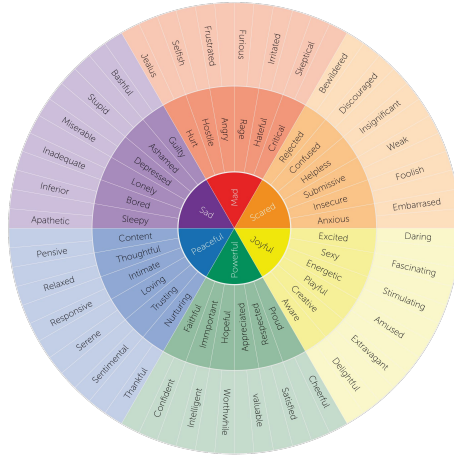 Mad
Scared
Joyful
Powerful
Peaceful
Sad
Hurt
Hostile
Angry
Rage
Hateful
Critical
Rejected
Confused
Helpless
Submissive
Insecure
Anxious
Excited
Sexy
Energetic
Playful
Creative
Aware
Proud
Respected
Appreciated
Hopeful
Immportant
Faithful
Nurturing
Trusting
Loving
Intimate
Thoughtful
Content
Sleepy
Bored
Lonely
Depressed
Ashamed
Guilty
Jealus
Selfish
Frustrated
Furious
Irritated
Skeptical
Bewildered
Discouraged
Insignificant
Weak
Foolish
Embarrased
Daring
Fascinating
Stimulating
Amused
Extravagant
Delightful
Cheerful
Satisfied
valuable
Worthwhile
Intelligent
Confident
Thankful
Sentimental
Serene
Responsive
Relaxed
Pensive
Apathetic
Inferior
Inadequate
Miserable
Stupid
Bashful